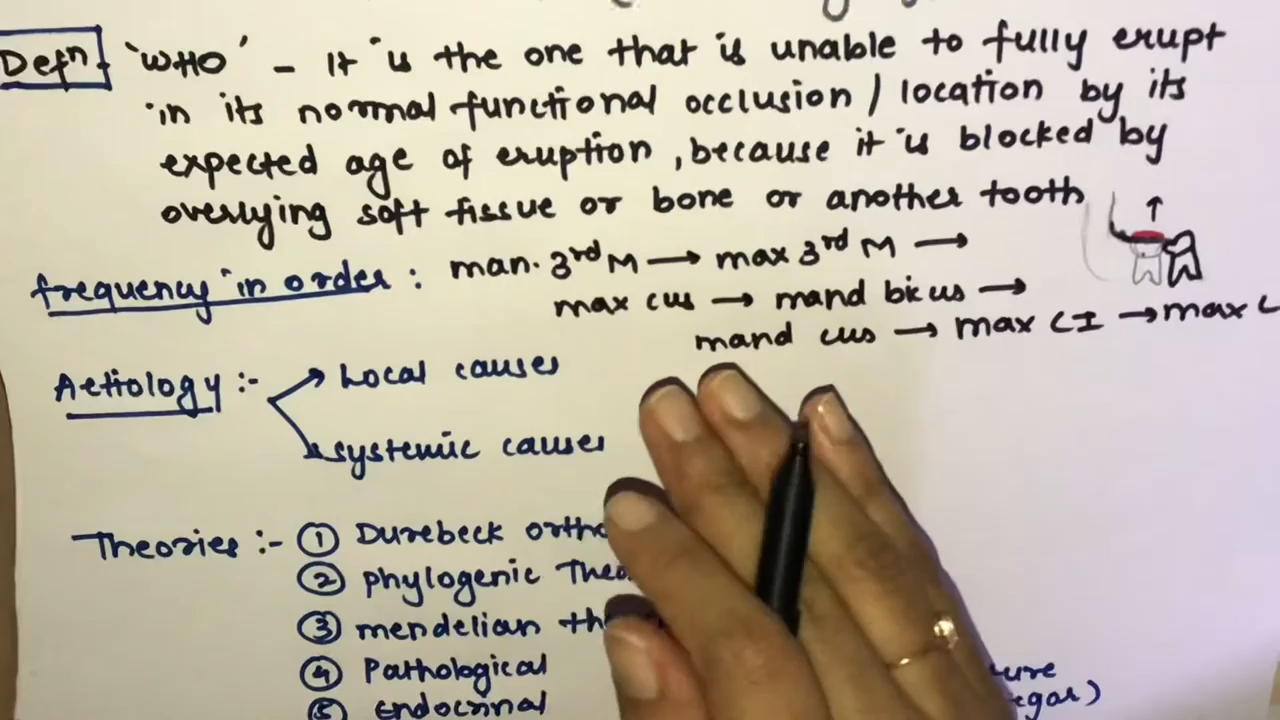 Defn - 'WHO' - It is the one that is unable to fully erupt
in its normal functional occlusion / location by its
expected age of eruption, because it is blocked by
overlying soft tissue or bone or another tooth
frequency in order : man. 3rd M → max 3rd M →
max cus → mand bicus →
mand cus → max CI → max
Aetiology :- Local causes
systemic causes
Theories :- ① Durebeck
② phylogenic
③ mendelian
④ Pathological
⑤ Endocrinal